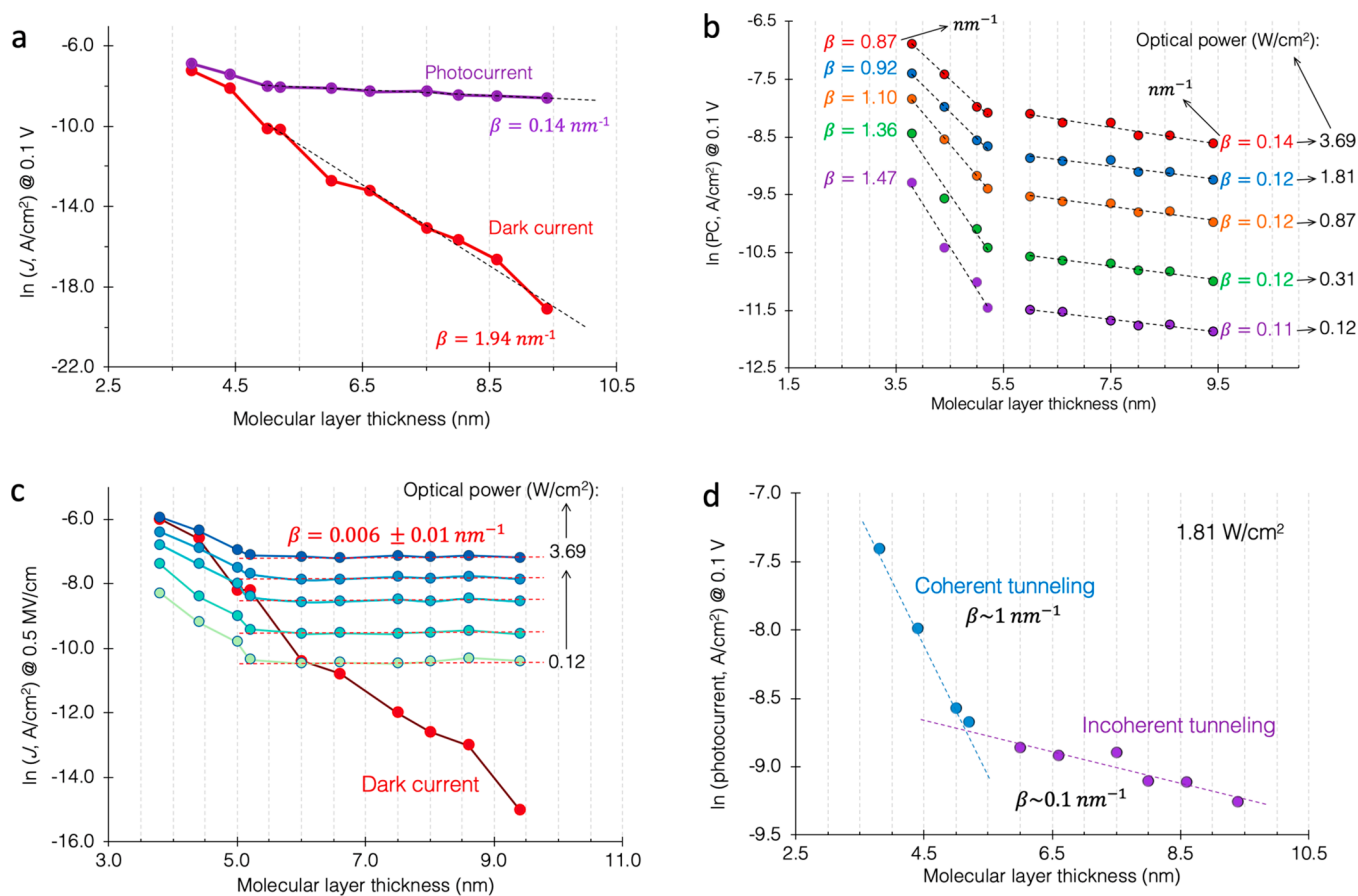 a
ln (J, A/cm²) @ 0.1 V
-6.0
-10.0
-14.0
-18.0
-22.0
2.5 4.5 6.5 8.5 10.5
Molecular layer thickness (nm)
Photocurrent
β = 0.14 nm⁻¹
Dark current
β = 1.94 nm⁻¹
b
ln (PC, A/cm²) @ 0.1 V
-6.5
-7.5
-8.5
-9.5
-10.5
-11.5
-12.5
1.5 3.5 5.5 7.5 9.5
Molecular layer thickness (nm)
nm⁻¹
β = 0.87
β = 0.92
β = 1.10
β = 1.36
β = 1.47
Optical power (W/cm²):
nm⁻¹
β = 0.14 3.69
β = 0.12 1.81
β = 0.12 0.87
β = 0.12 0.31
β = 0.11 0.12
c
ln (J, A/cm²) @ 0.5 MV/cm
-6.0
-8.0
-10.0
-12.0
-14.0
-16.0
3.0 5.0 7.0 9.0 11.0
Molecular layer thickness (nm)
Optical power (W/cm²):
β = 0.006 ± 0.01 nm⁻¹
3.69
0.12
Dark current
d
ln (photocurrent, A/cm²) @ 0.1 V
-7.0
-7.5
-8.0
-8.5
-9.0
-9.5
2.5 4.5 6.5 8.5 10.5
Molecular layer thickness (nm)
1.81 W/cm²
Coherent tunneling
β~1 nm⁻¹
Incoherent tunneling
β~0.1 nm⁻¹